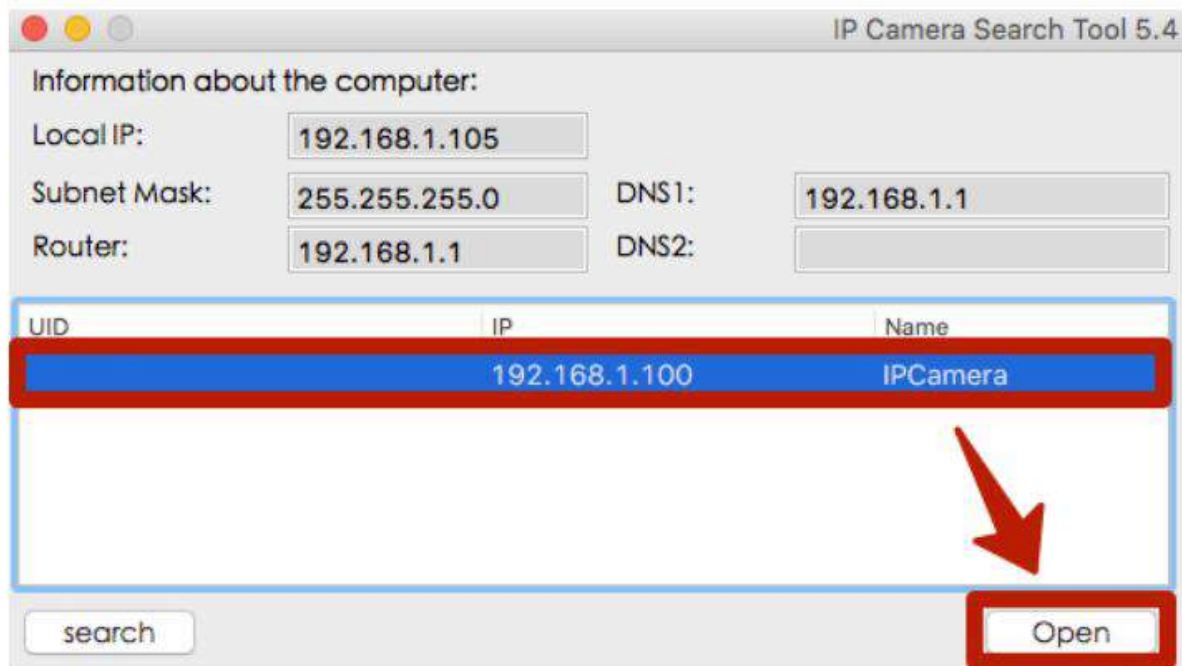 IP Camera Search Tool 5.4
Information about the computer:
Local IP: 192.168.1.105
Subnet Mask: 255.255.255.0 DNS1: 192.168.1.1
Router: 192.168.1.1 DNS2:
UID IP Name
192.168.1.100 IPCamera
search Open